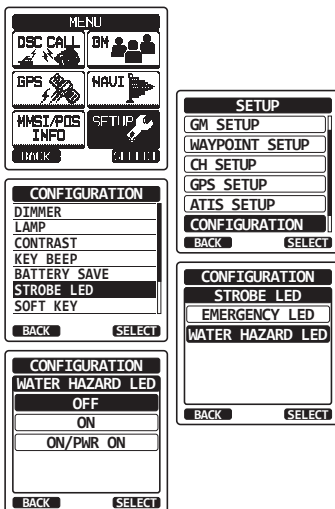 MENU
DSC CALL
GM
GPS
NAUI
MMSI/POS
INFO
SETUP
BACK
SELECT
SETUP
GM SETUP
WAYPOINT SETUP
CH SETUP
GPS SETUP
ATIS SETUP
CONFIGURATION
BACK SELECT
CONFIGURATION
DIMMER
LAMP
CONTRAST
KEY BEEP
BATTERY SAVE
STROBE LED
SOFT KEY
BACK SELECT
CONFIGURATION
STROBE LED
EMERGENCY LED
WATER HAZARD LED
BACK SELECT
CONFIGURATION
WATER HAZARD LED
OFF
ON
ON/PWR ON
BACK SELECT